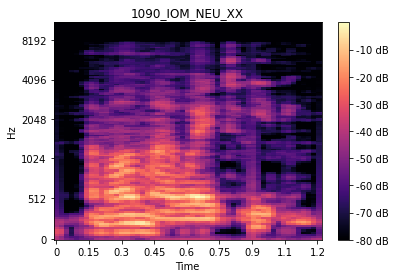 1090_IOM_NEU_XX
8192
4096
2048
1024
512
0
Hz
0 0.15 0.3 0.45 0.6 0.75 0.9 1.1 1.2
Time
-10 dB
-20 dB
-30 dB
-40 dB
-50 dB
-60 dB
-70 dB
-80 dB